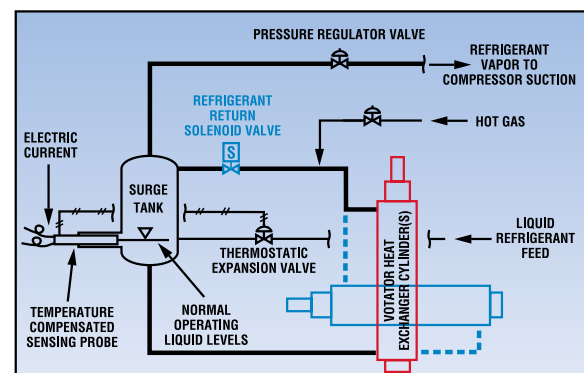 PRESSURE REGULATOR VALVE
REFRIGERANT
VAPOR TO
COMPRESSOR SUCTION
REFRIGERANT
RETURN
SOLENOID VALVE
S
HOT GAS
ELECTRIC
CURRENT
SURGE
TANK
THERMOSTATIC
EXPANSION VALVE
LIQUID
REFRIGERANT
FEED
VOTATOR HEAT
EXCHANGER CYLINDER(S)
TEMPERATURE
COMPENSATED
SENSING PROBE
NORMAL
OPERATING
LIQUID LEVELS